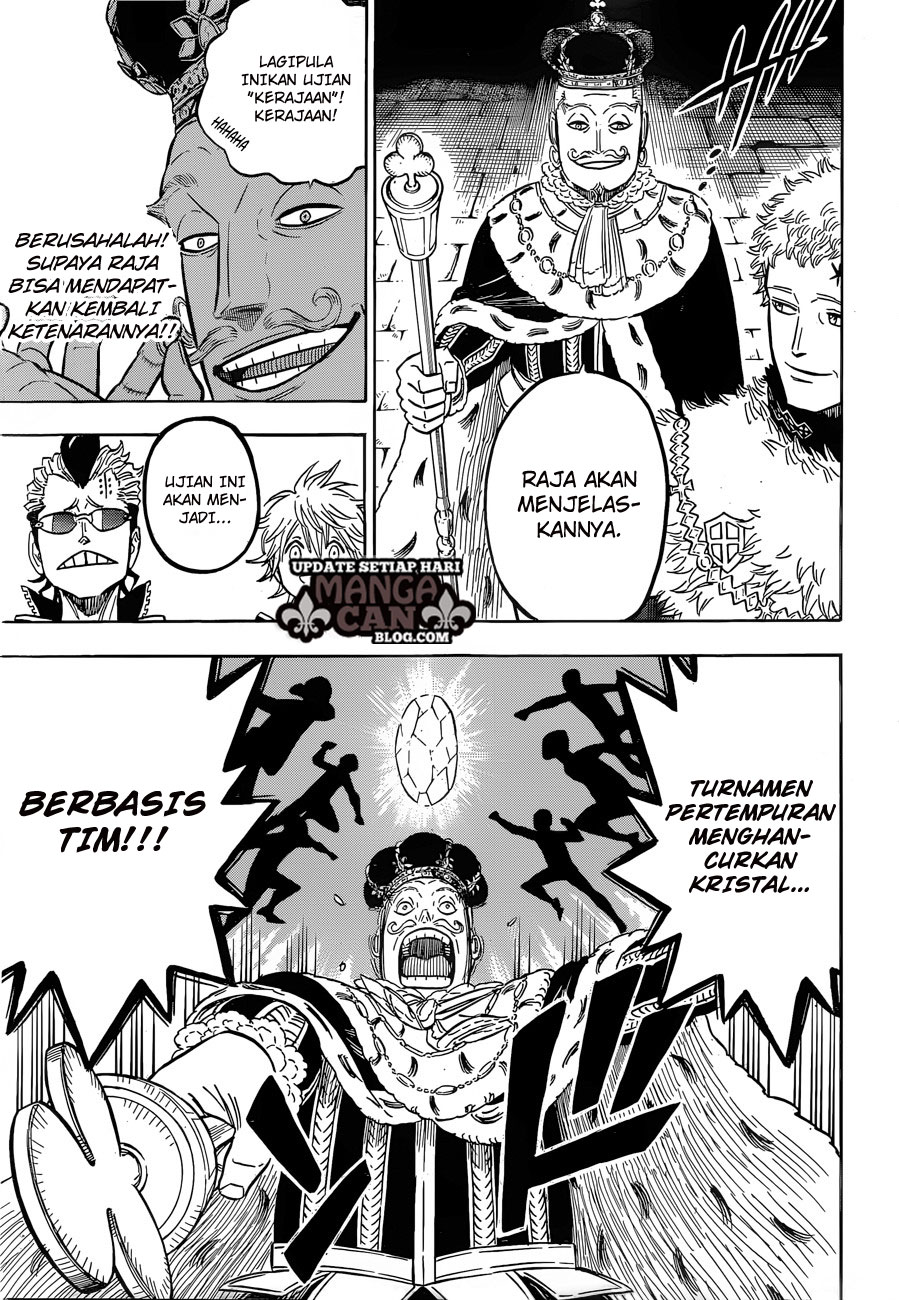 RAJA AKAN
MENJELAS-
KANNYA.
LAGIPULA
INIKAN UJIAN
"KERAJAAN"!
KERAJAAN!
HAHAHA
BERUSAHALAH!
SUPAYA RAJA
BISA MENDAPAT-
KAN KEMBALI
KETENARANNYA!!
UJIAN INI
AKAN MEN-
JADI...
UPDATE SETIAP HARI
MANGA
CAN
BLOG.COM
TURNAMEN
PERTEMPURAN
MENGHAN-
CURKAN
KRISTAL...
BERBASIS
TIM!!!